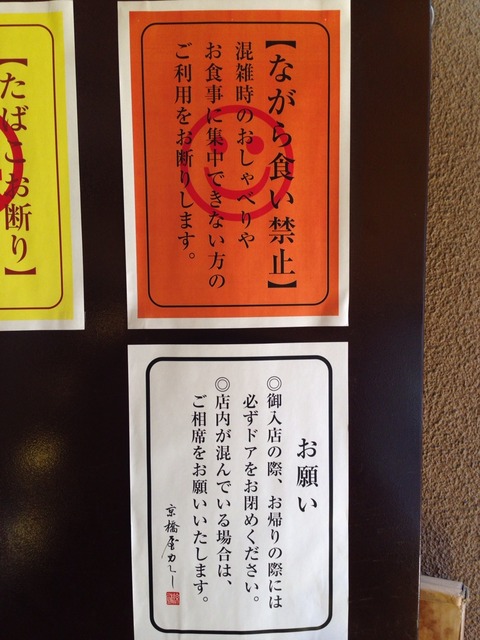 【ながら食い禁止】
混雑時のおしゃべりや
お食事に集中できない方の
ご利用をお断りします。
【たばこお断り】
お願い
◎御入店の際、お帰りの際には
必ずドアをお閉めください。
◎店内が混んでいる場合は、
ご相席をお願いいたします。
京橋屋カレー